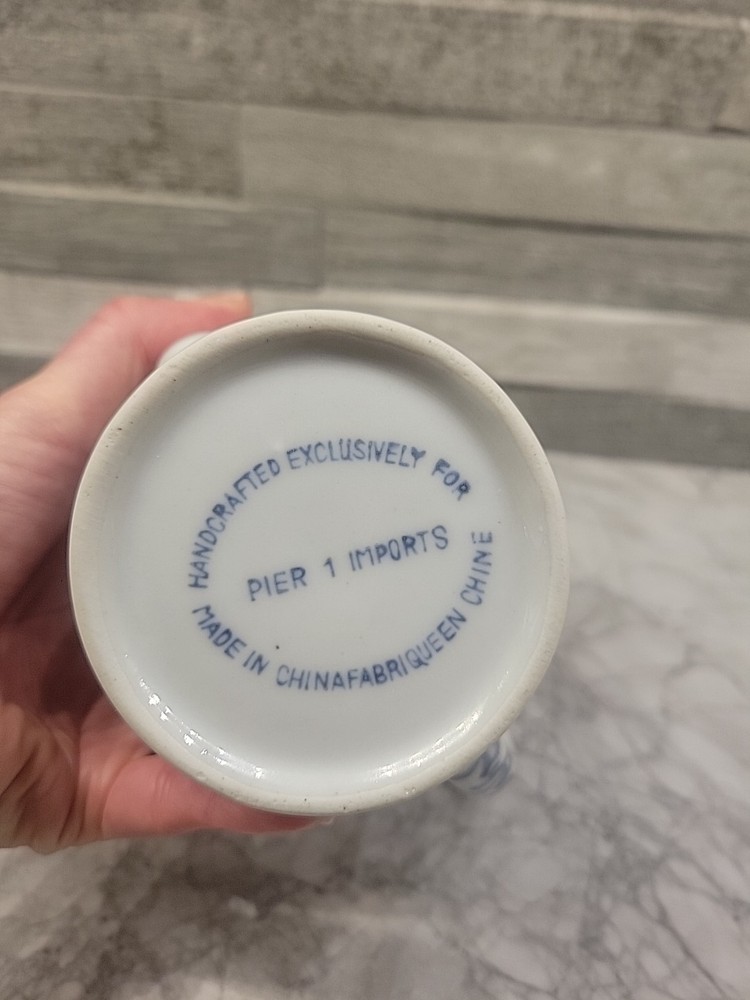 HANDCRAFTED EXCLUSIVELY FOR
PIER 1 IMPORTS
MADE IN CHINAFABRIQUEEN CHINE